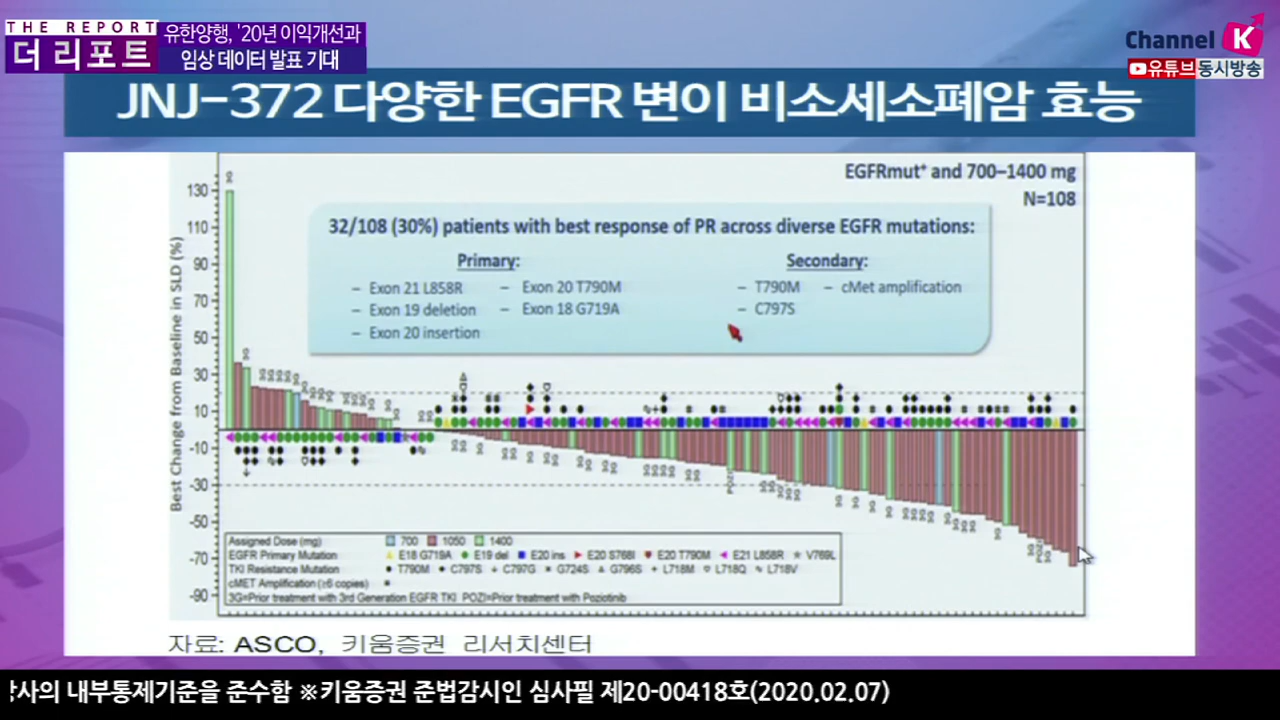 THE REPORT
더 리포트
유한양행, '20년 이익개선과
임상 데이터 발표 기대
Channel K
유튜브 동시방송
JNJ-372 다양한 EGFR 변이 비소세소폐암 효능
EGFRmut+ and 700–1400 mg
N=108
32/108 (30%) patients with best response of PR across diverse EGFR mutations:
Primary:
Secondary:
– Exon 21 L858R – Exon 20 T790M – T790M – cMet amplification
– Exon 19 deletion – Exon 18 G719A – C797S
– Exon 20 insertion
Best Change from Baseline in SLD (%)
130
110
90
70
50
30
10
-10
-30
-50
-70
-90
Assigned Dose (mg) 700 1050 1400
EGFR Primary Mutation E18 G719A E19 del E20 ins E20 S768I E20 T790M E21 L858R V769L
TKI Resistance Mutation T790M C797S C797G G724S G796S L718M L718Q L718V
cMET Amplification (≥6 copies)
3G=Prior treatment with 3rd Generation EGFR TKI POZI=Prior treatment with Poziotinib
자료: ASCO, 키움증권 리서치센터
사의 내부통제기준을 준수함 ※키움증권 준법감시인 심사필 제20-00418호(2020.02.07)